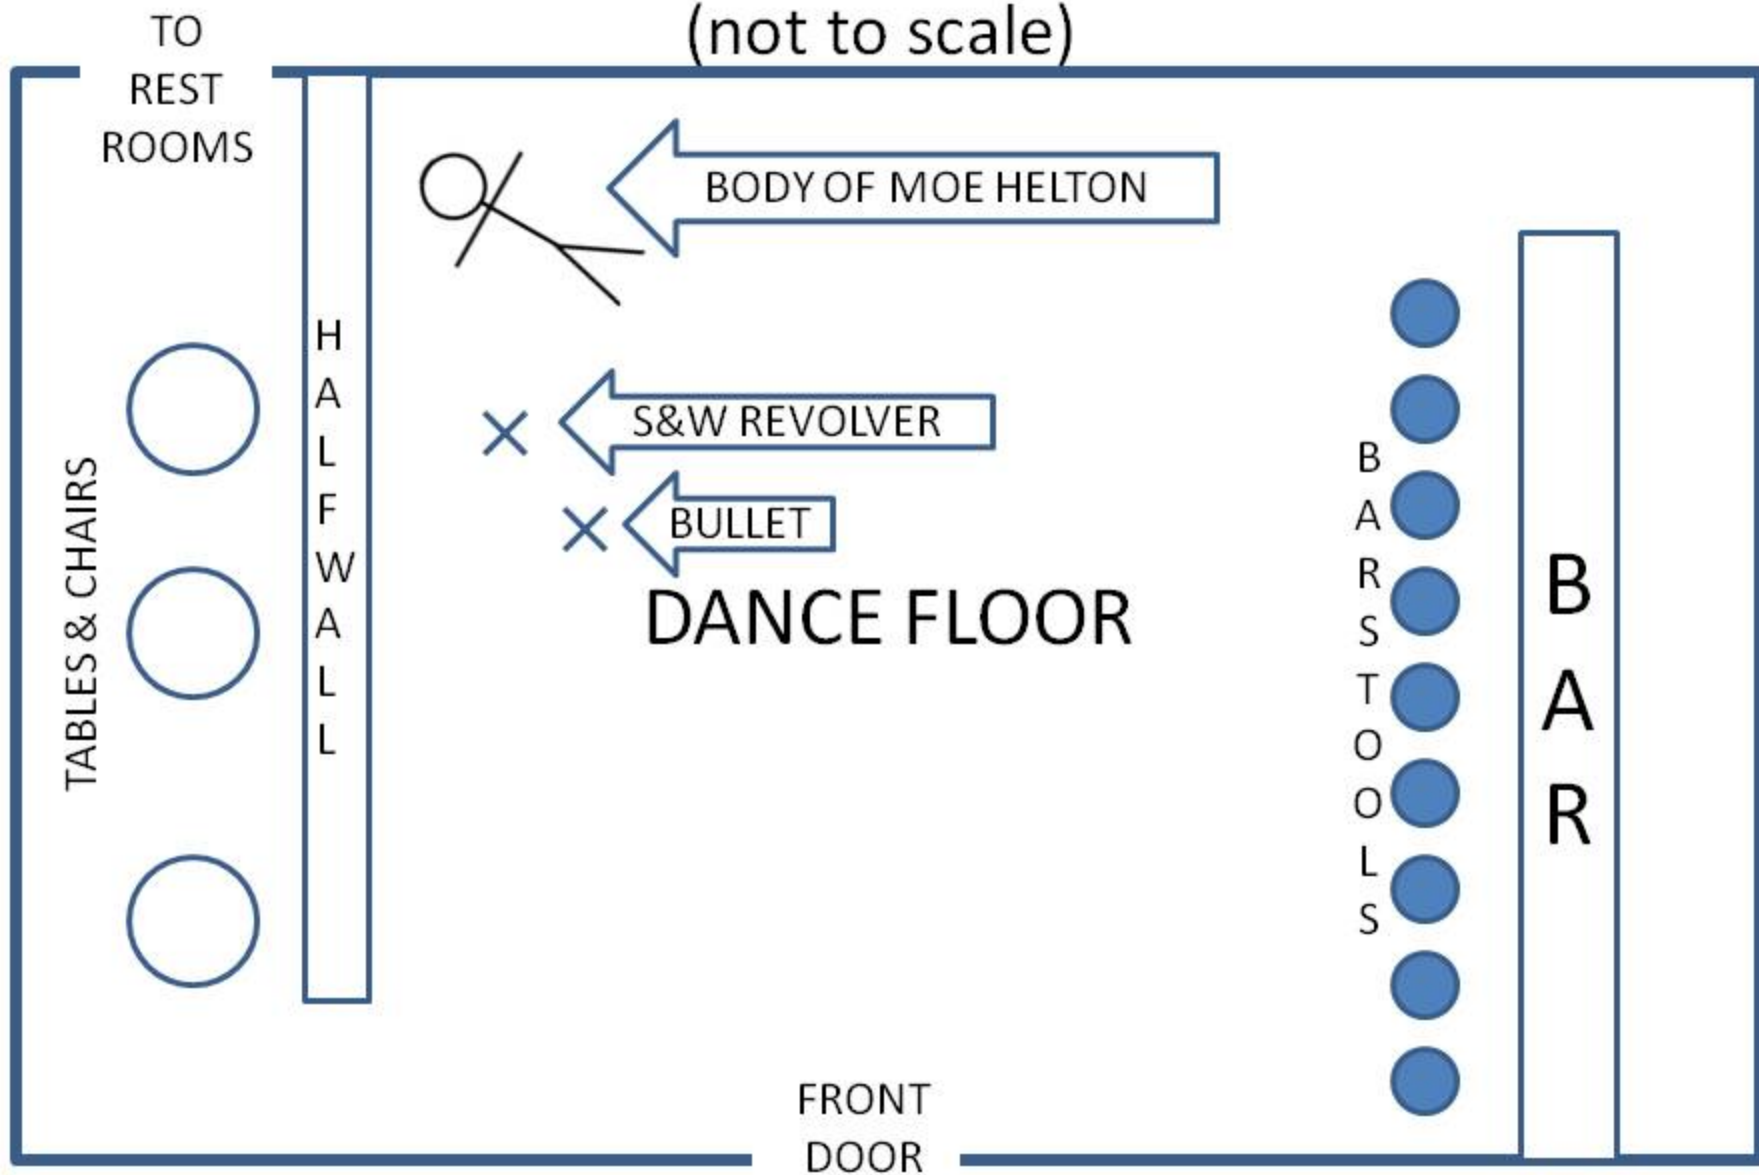 (not to scale)
TO
REST
ROOMS
BODY OF MOE HELTON
HALF WALL
S&W REVOLVER
BULLET
TABLES & CHAIRS
DANCE FLOOR
BARSTOOLS
BAR
FRONT
DOOR